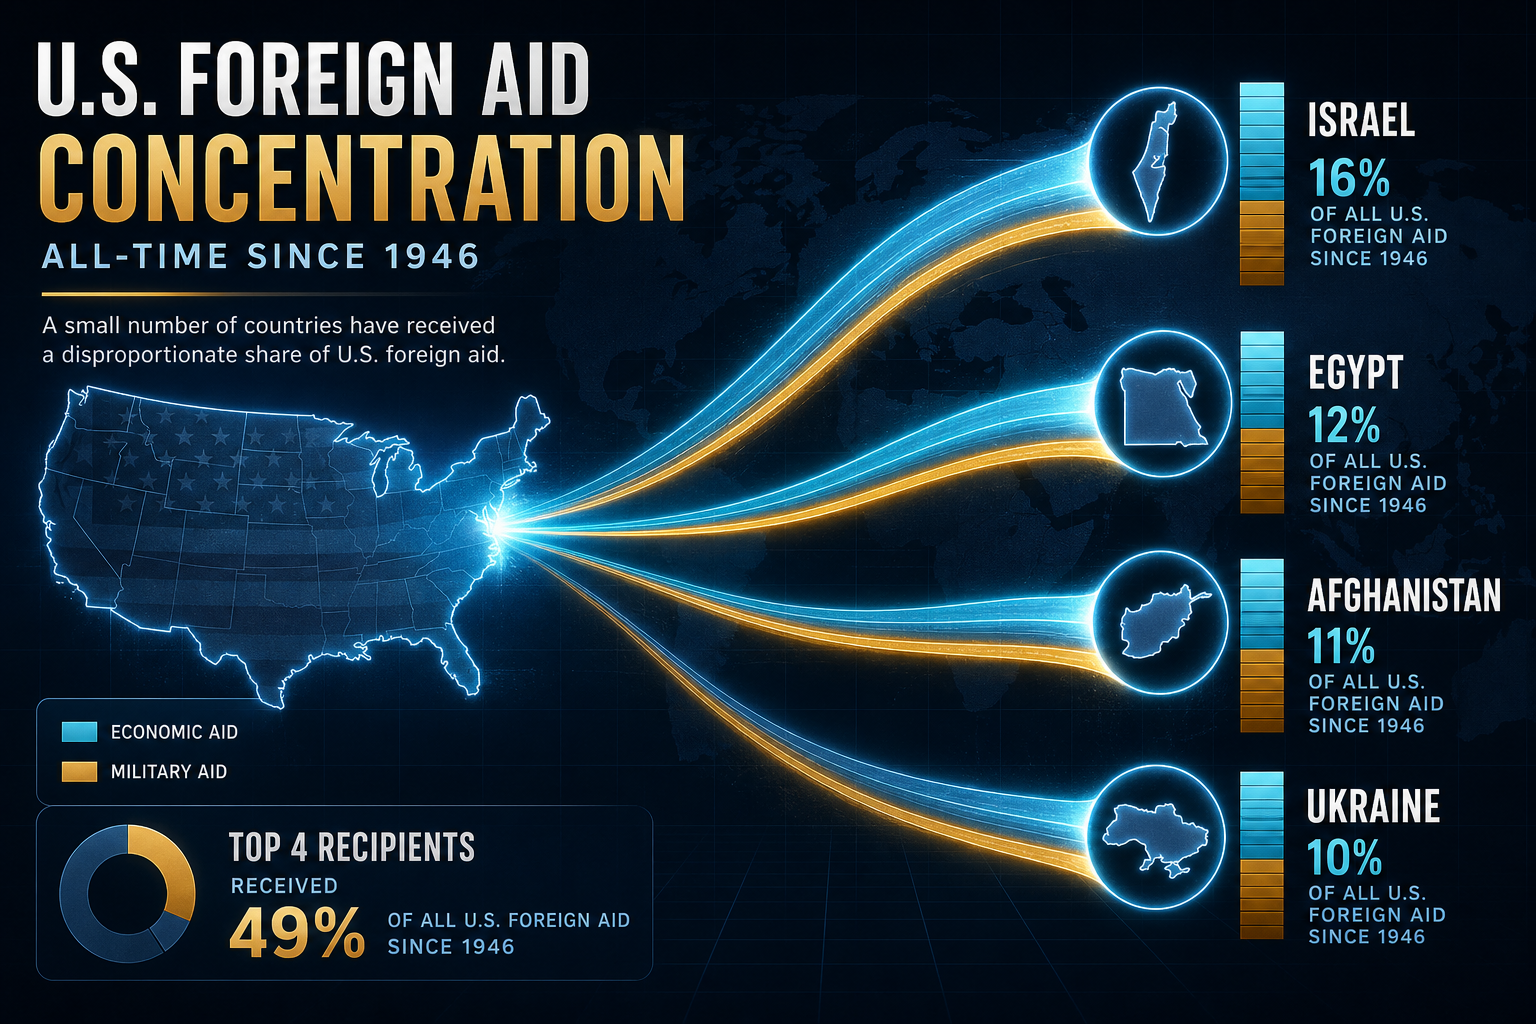 U.S. FOREIGN AID
CONCENTRATION
ALL-TIME SINCE 1946
A small number of countries have received
a disproportionate share of U.S. foreign aid.
ECONOMIC AID
MILITARY AID
TOP 4 RECIPIENTS
RECEIVED
49%
OF ALL U.S. FOREIGN AID
SINCE 1946
ISRAEL
16%
OF ALL U.S.
FOREIGN AID
SINCE 1946
EGYPT
12%
OF ALL U.S.
FOREIGN AID
SINCE 1946
AFGHANISTAN
11%
OF ALL U.S.
FOREIGN AID
SINCE 1946
UKRAINE
10%
OF ALL U.S.
FOREIGN AID
SINCE 1946